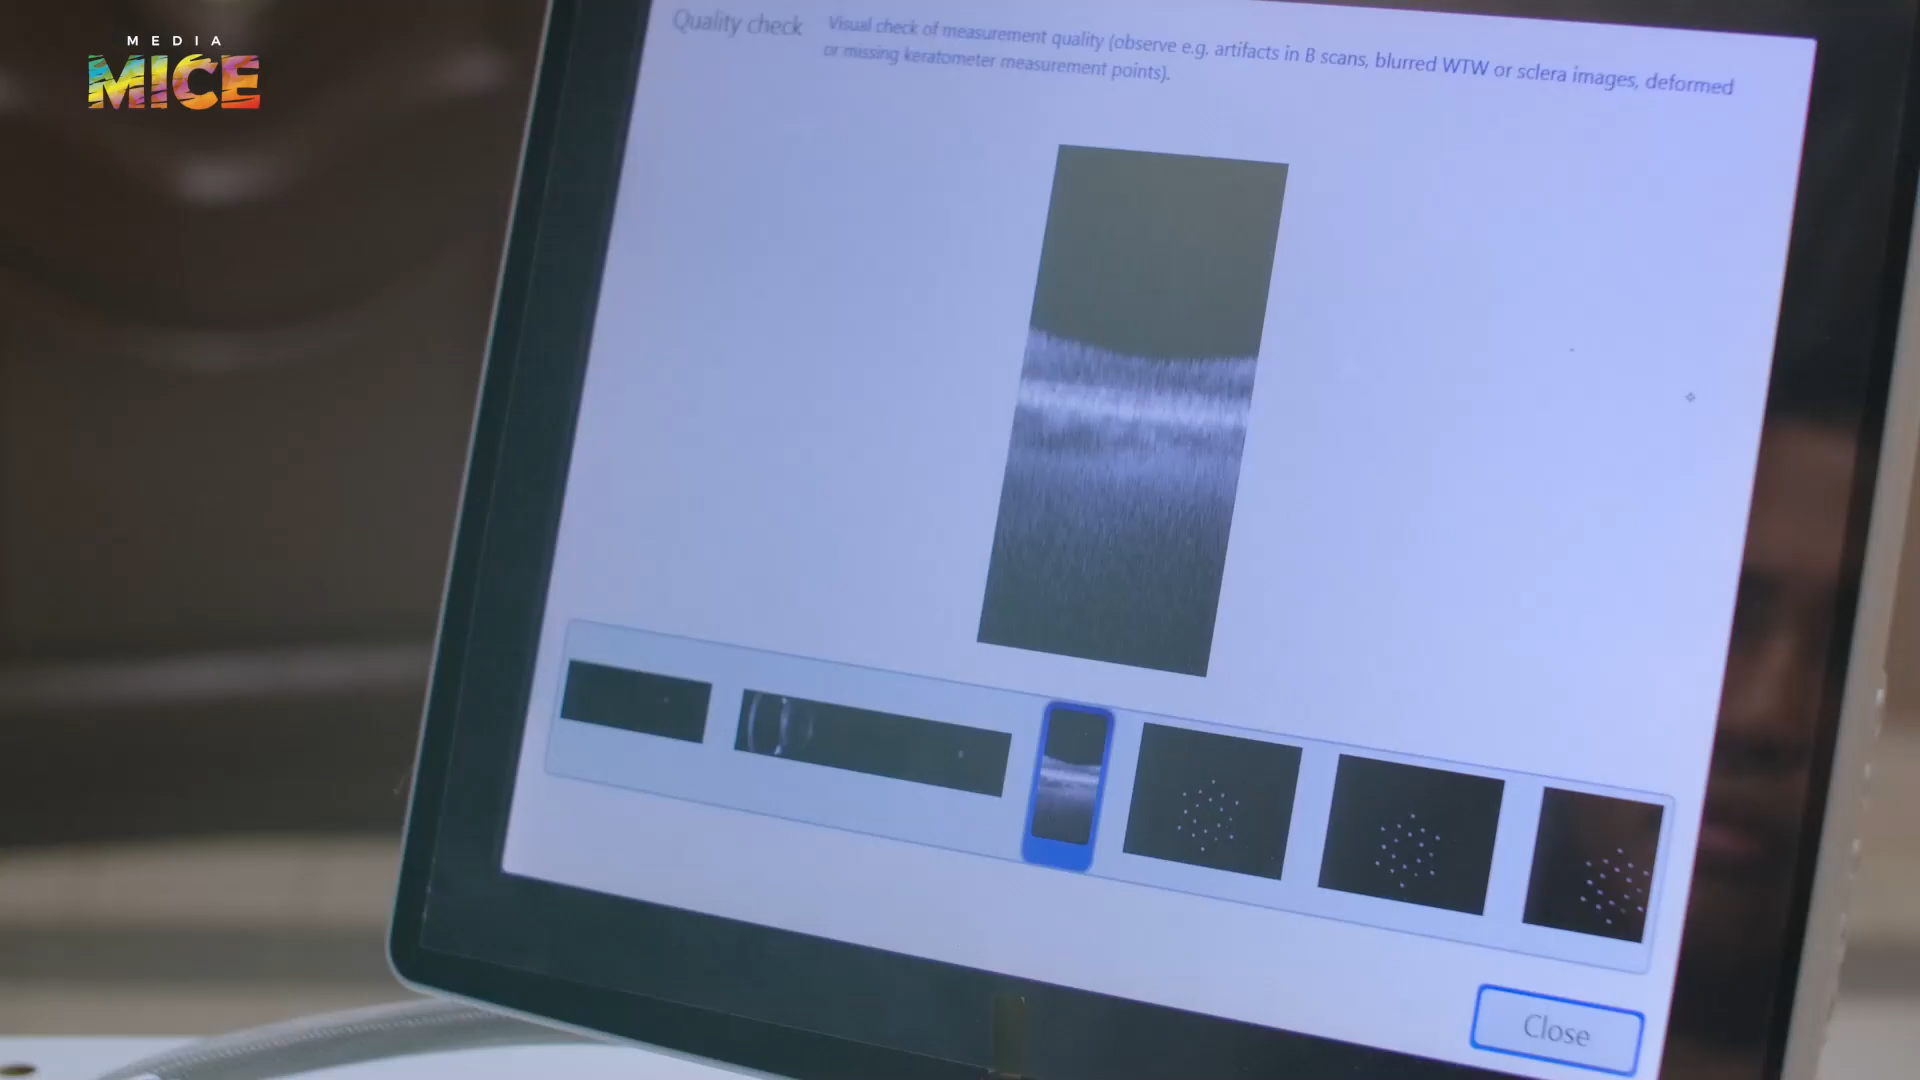 MEDIA
MICE
Quality check
Visual check of measurement quality (observe e.g. artifacts in B scans, blurred WTW or sclera images, deformed
or missing keratometer measurement points).
Close